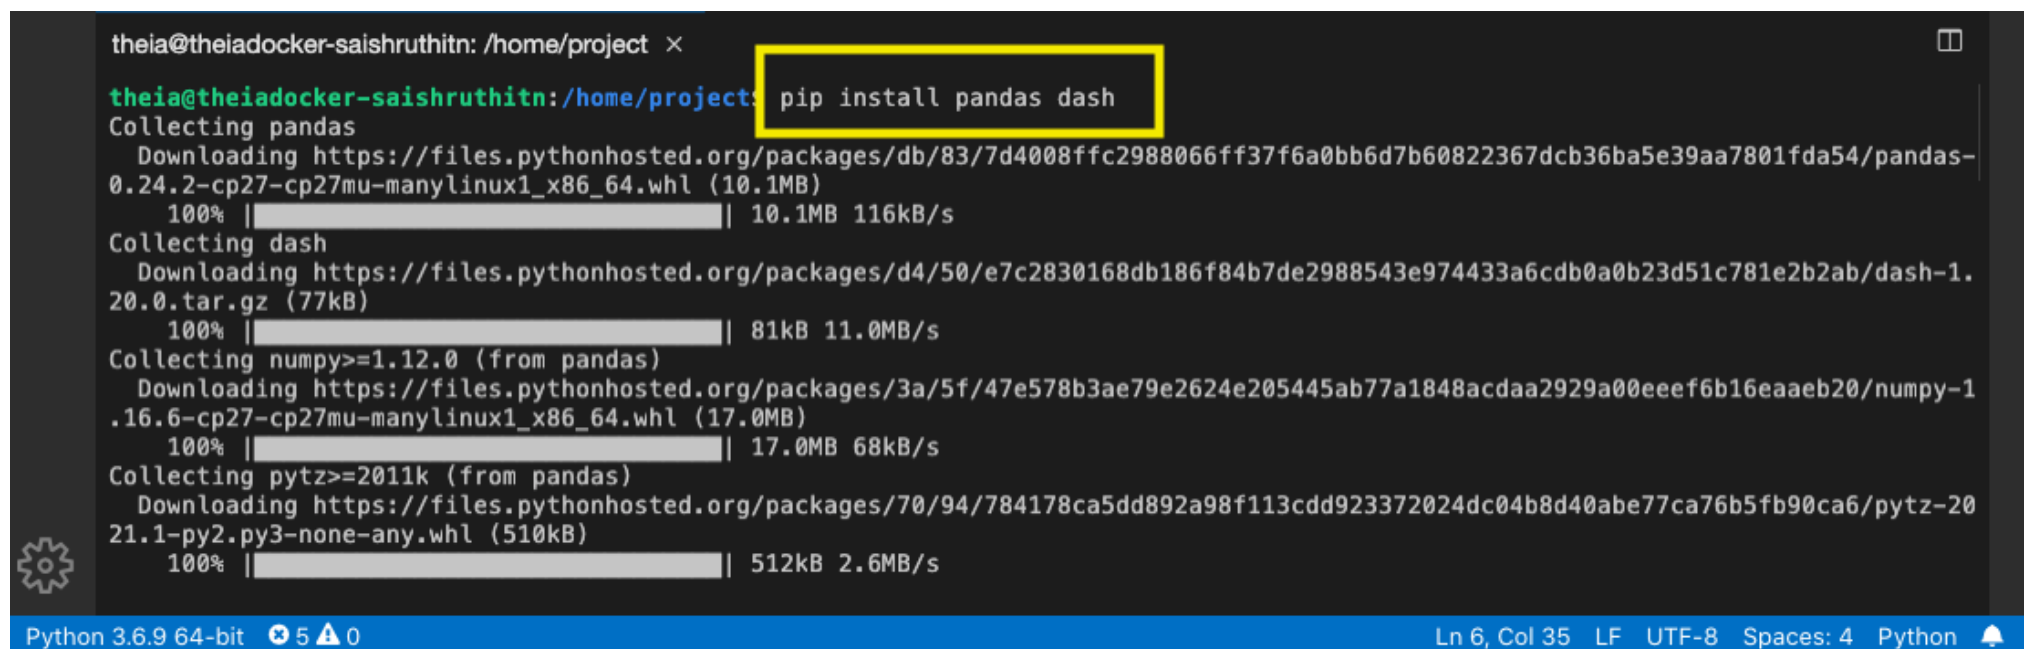 theia@theiadocker-saishruthitn: /home/project ×
theia@theiadocker-saishruthitn:/home/project$ pip install pandas dash
Collecting pandas
  Downloading https://files.pythonhosted.org/packages/db/83/7d4008ffc2988066ff37f6a0bb6d7b60822367dcb36ba5e39aa7801fda54/pandas-
0.24.2-cp27-cp27mu-manylinux1_x86_64.whl (10.1MB)
    100% || 10.1MB 116kB/s
Collecting dash
  Downloading https://files.pythonhosted.org/packages/d4/50/e7c2830168db186f84b7de2988543e974433a6cdb0a0b23d51c781e2b2ab/dash-1.
20.0.tar.gz (77kB)
    100% || 81kB 11.0MB/s
Collecting numpy>=1.12.0 (from pandas)
  Downloading https://files.pythonhosted.org/packages/3a/5f/47e578b3ae79e2624e205445ab77a1848acdaa2929a00eeef6b16eaaeb20/numpy-1
.16.6-cp27-cp27mu-manylinux1_x86_64.whl (17.0MB)
    100% || 17.0MB 68kB/s
Collecting pytz>=2011k (from pandas)
  Downloading https://files.pythonhosted.org/packages/70/94/784178ca5dd892a98f113cdd923372024dc04b8d40abe77ca76b5fb90ca6/pytz-20
21.1-py2.py3-none-any.whl (510kB)
    100% || 512kB 2.6MB/s
Python 3.6.9 64-bit 5 0 Ln 6, Col 35 LF UTF-8 Spaces: 4 Python